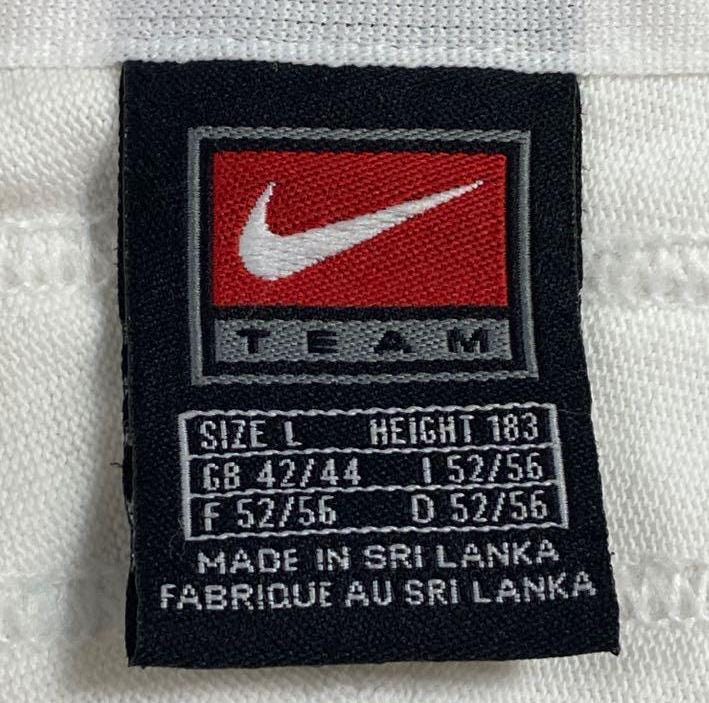 TEAM
SIZE L HEIGHT 183
GB 42/44 I 52/56
F 52/56 D 52/56
MADE IN SRI LANKA
FABRIQUE AU SRI LANKA